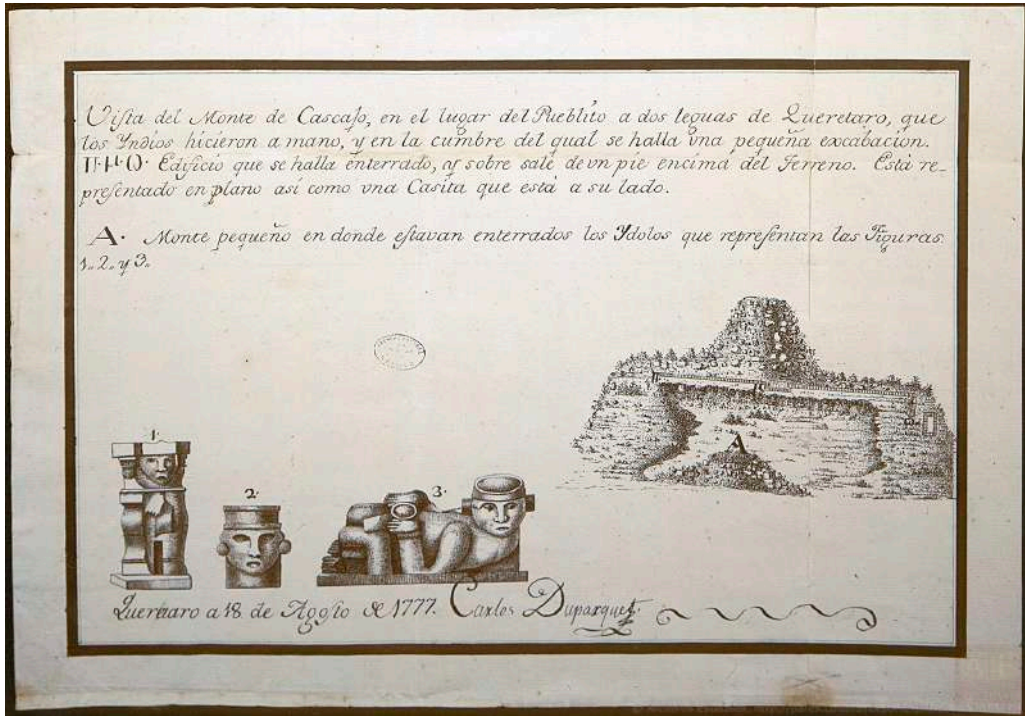 Vista del Monte de Cascajo, en el lugar del Pueblito a dos leguas de Queretaro, que
los Yndios hicieron a mano, y en la cumbre del qual se halla vna pequeña excabacion.
Edificio que se halla enterrado, y sobre sale de vn pie encima del Terreno. Está re-
presentado en plano así como vna Casita que está a su lado.
A. Monte pequeño en donde estavan enterrados los Ydolos que representan las Figuras
1. 2. y 3.
A
1.
2.
3.
Queretaro a 18 de Agosto de 1777. Carlos Duparquet